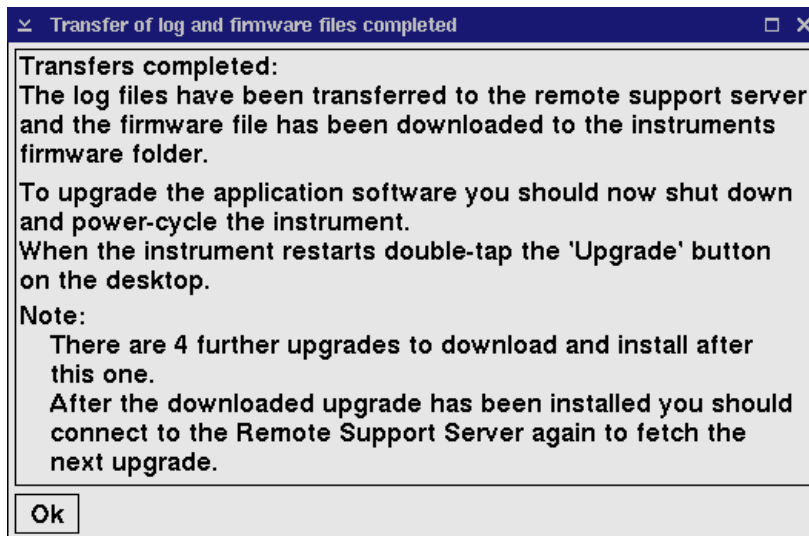 Transfer of log and firmware files completed
Transfers completed:
The log files have been transferred to the remote support server
and the firmware file has been downloaded to the instruments
firmware folder.
To upgrade the application software you should now shut down
and power-cycle the instrument.
When the instrument restarts double-tap the 'Upgrade' button
on the desktop.
Note:
There are 4 further upgrades to download and install after
this one.
After the downloaded upgrade has been installed you should
connect to the Remote Support Server again to fetch the
next upgrade.
Ok